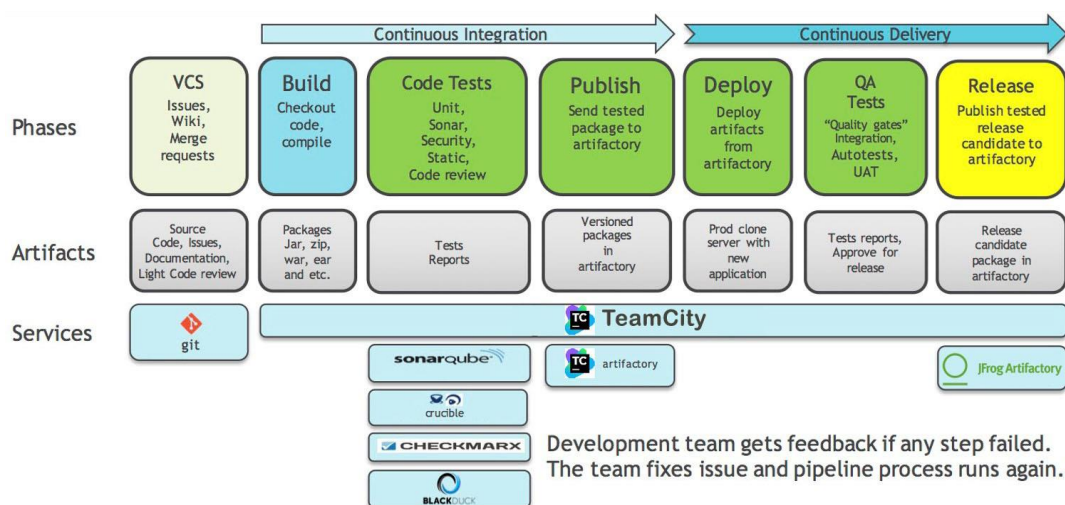 Continuous Integration
Continuous Delivery
Phases
VCS
Issues,
Wiki,
Merge
requests
Build
Checkout
code,
compile
Code Tests
Unit,
Sonar,
Security,
Static,
Code review
Publish
Send tested
package to
artifactory
Deploy
Deploy
artifacts
from
artifactory
QA
Tests
“Quality gates”
Integration,
Autotests,
UAT
Release
Publish tested
release
candidate to
artifactory
Artifacts
Source
Code, Issues,
Documentation,
Light Code review
Packages
Jar, zip,
war, ear
and etc.
Tests
Reports
Versioned
packages
in
artifactory
Prod clone
server with
new
application
Tests reports,
Approve for
release
Release
candidate
package in
artifactory
Services
git
TC TeamCity
sonarqube
TC artifactory
JFrog Artifactory
crucible
CHECKMARX
BLACKDUCK
Development team gets feedback if any step failed.
The team fixes issue and pipeline process runs again.